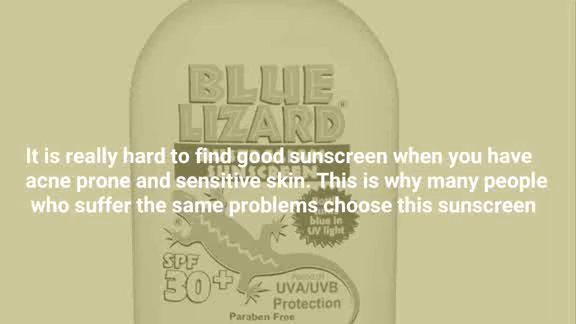 BLUE
LIZARD®
It is really hard to find good sunscreen when you have
SUNSCREEN
acne prone and sensitive skin. This is why many people
who suffer the same problems choose this sunscreen
blue in
UV light
SPF
30+
UVA/UVB
Protection
Paraben Free